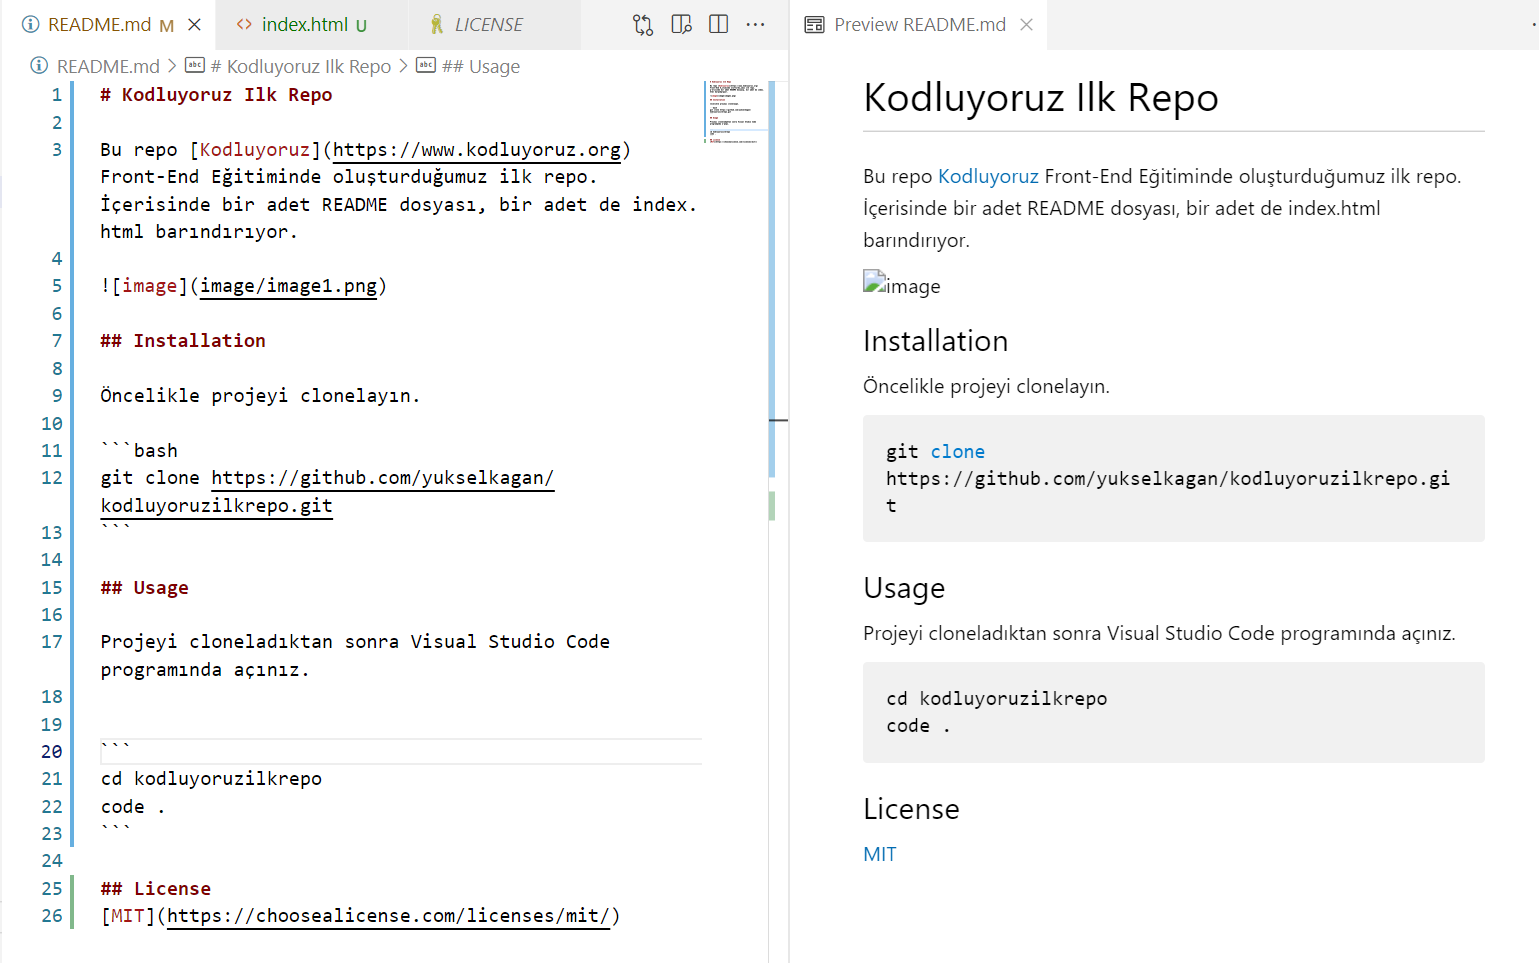 README.md M
index.html U
LICENSE
README.md > # Kodluyoruz Ilk Repo > ## Usage
1 # Kodluyoruz Ilk Repo
2
3 Bu repo [Kodluyoruz](https://www.kodluyoruz.org)
Front-End Eğitiminde oluşturduğumuz ilk repo.
İçerisinde bir adet README dosyası, bir adet de index.
html barındırıyor.
4
5 ![image](image/image1.png)
6
7 ## Installation
8
9 Öncelikle projeyi clonelayın.
10
11 ```bash
12 git clone https://github.com/yukselkagan/
kodluyoruzilkrepo.git
13 ```
14
15 ## Usage
16
17 Projeyi cloneladıktan sonra Visual Studio Code
programında açınız.
18
19
20 ```
21 cd kodluyoruzilkrepo
22 code .
23 ```
24
25 ## License
26 [MIT](https://choosealicense.com/licenses/mit/)
Preview README.md
Kodluyoruz Ilk Repo
Bu repo Kodluyoruz Front-End Eğitiminde oluşturduğumuz ilk repo.
İçerisinde bir adet README dosyası, bir adet de index.html
barındırıyor.
image
Installation
Öncelikle projeyi clonelayın.
git clone
https://github.com/yukselkagan/kodluyoruzilkrepo.gi
t
Usage
Projeyi cloneladıktan sonra Visual Studio Code programında açınız.
cd kodluyoruzilkrepo
code .
License
MIT